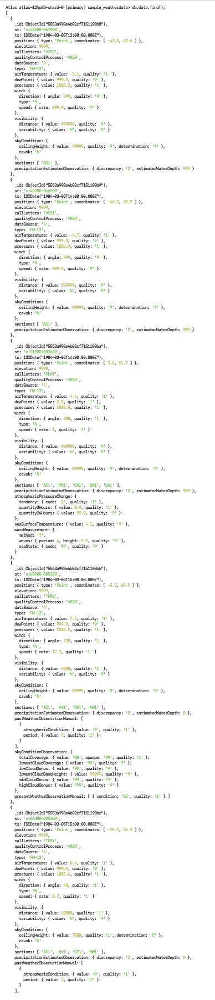 Atlas atlas-12hp62-shard-0 [primary] sample_weatherdata> db.data.find();
[
{
_id: ObjectId("5553a998e4b02cf7151190b8"),
st: 'x+47600-047900',
ts: ISODate("1984-03-05T13:00:00.000Z"),
position: { type: 'Point', coordinates: [ -47.9, 47.6 ] },
elevation: 9999,
callLetters: 'VCSZ',
qualityControlProcess: 'V020',
dataSource: '4',
type: 'FM-13',
airTemperature: { value: -3.1, quality: '1' },
dewPoint: { value: 999.9, quality: '9' },
pressure: { value: 1015.3, quality: '1' },
wind: {
direction: { angle: 999, quality: '9' },
type: '9',
speed: { rate: 999.9, quality: '9' }
},
visibility: {
distance: { value: 999999, quality: '9' },
variability: { value: 'N', quality: '9' }
},
skyCondition: {
ceilingHeight: { value: 99999, quality: '9', determination: '9' },
cavok: 'N'
},
sections: [ 'AG1' ],
precipitationEstimatedObservation: { discrepancy: '2', estimatedWaterDepth: 999 }
},
{
_id: ObjectId("5553a998e4b02cf7151190b9"),
st: 'x+45200-066500',
ts: ISODate("1984-03-05T14:00:00.000Z"),
position: { type: 'Point', coordinates: [ -66.5, 45.2 ] },
elevation: 9999,
callLetters: 'VC81',
qualityControlProcess: 'V020',
dataSource: '4',
type: 'FM-13',
airTemperature: { value: -4.7, quality: '1' },
dewPoint: { value: 999.9, quality: '9' },
pressure: { value: 1025.9, quality: '1' },
wind: {
direction: { angle: 999, quality: '9' },
type: '9',
speed: { rate: 999.9, quality: '9' }
},
visibility: {
distance: { value: 999999, quality: '9' },
variability: { value: 'N', quality: '9' }
},
skyCondition: {
ceilingHeight: { value: 99999, quality: '9', determination: '9' },
cavok: 'N'
},
sections: [ 'AG1' ],
precipitationEstimatedObservation: { discrepancy: '2', estimatedWaterDepth: 999 }
},
{
_id: ObjectId("5553a998e4b02cf7151190ba"),
st: 'x+51900+003600',
ts: ISODate("1984-03-05T14:00:00.000Z"),
position: { type: 'Point', coordinates: [ 3.6, 51.9 ] },
elevation: 9999,
callLetters: 'PLAT',
qualityControlProcess: 'V020',
dataSource: '4',
type: 'FM-13',
airTemperature: { value: 4.4, quality: '1' },
dewPoint: { value: 3.5, quality: '1' },
pressure: { value: 1030.8, quality: '1' },
wind: {
direction: { angle: 200, quality: '1' },
type: 'N',
speed: { rate: 1, quality: '1' }
},
visibility: {
distance: { value: 999999, quality: '9' },
variability: { value: 'N', quality: '9' }
},
skyCondition: {
ceilingHeight: { value: 99999, quality: '9', determination: '9' },
cavok: 'N'
},
sections: [ 'AG1', 'MD1', 'OA1', 'SA1', 'UA1' ],
precipitationEstimatedObservation: { discrepancy: '2', estimatedWaterDepth: 999 },
atmosphericPressureChange: {
tendency: { code: '2', quality: '1' },
quantity3Hours: { value: 0.9, quality: '1' },
quantity24Hours: { value: 99.9, quality: '9' }
},
seaSurfaceTemperature: { value: 4.5, quality: '9' },
waveMeasurement: {
method: 'I',
waves: { period: 4, height: 0.5, quality: '9' },
seaState: { code: '99', quality: '9' }
}
},
{
_id: ObjectId("5553a998e4b02cf7151190bb"),
st: 'x+60900-005300',
ts: ISODate("1984-03-05T15:00:00.000Z"),
position: { type: 'Point', coordinates: [ -5.3, 60.9 ] },
elevation: 9999,
callLetters: 'TFRB',
qualityControlProcess: 'V020',
dataSource: '4',
type: 'FM-13',
airTemperature: { value: 7.5, quality: '1' },
dewPoint: { value: 999.9, quality: '9' },
pressure: { value: 1018.5, quality: '1' },
wind: {
direction: { angle: 220, quality: '1' },
type: 'N',
speed: { rate: 12.3, quality: '1' }
},
visibility: {
distance: { value: 4000, quality: '1' },
variability: { value: 'N', quality: '9' }
},
skyCondition: {
ceilingHeight: { value: 99999, quality: '9', determination: '9' },
cavok: 'N'
},
sections: [ 'AG1', 'AY1', 'GF1', 'MW1' ],
precipitationEstimatedObservation: { discrepancy: '2', estimatedWaterDepth: 0 },
pastWeatherObservationManual: [
{
atmosphericCondition: { value: '0', quality: '1' },
period: { value: 3, quality: '1' }
}
],
skyConditionObservation: {
totalCoverage: { value: '08', opaque: '99', quality: '1' },
lowestCloudCoverage: { value: '99', quality: '9' },
lowCloudGenus: { value: '99', quality: '9' },
lowestCloudBaseHeight: { value: 99999, quality: '9' },
midCloudGenus: { value: '99', quality: '9' },
highCloudGenus: { value: '99', quality: '9' }
},
presentWeatherObservationManual: [ { condition: '02', quality: '1' } ]
},
{
_id: ObjectId("5553a998e4b02cf7151190bc"),
st: 'x+66300-025200',
ts: ISODate("1984-03-05T15:00:00.000Z"),
position: { type: 'Point', coordinates: [ -25.2, 66.3 ] },
elevation: 9999,
callLetters: 'TFBY',
qualityControlProcess: 'V020',
dataSource: '4',
type: 'FM-13',
airTemperature: { value: 0.4, quality: '1' },
dewPoint: { value: 999.9, quality: '9' },
pressure: { value: 1003.6, quality: '1' },
wind: {
direction: { angle: 40, quality: '1' },
type: 'N',
speed: { rate: 6.7, quality: '1' }
},
visibility: {
distance: { value: 20000, quality: '1' },
variability: { value: 'N', quality: '9' }
},
skyCondition: {
ceilingHeight: { value: 7500, quality: '1', determination: 'C' },
cavok: 'N'
},
sections: [ 'AG1', 'AY1', 'GF1', 'MW1' ],
precipitationEstimatedObservation: { discrepancy: '2', estimatedWaterDepth: 0 },
pastWeatherObservationManual: [
{
atmosphericCondition: { value: '0', quality: '1' },
period: { value: 3, quality: '1' }
}
],